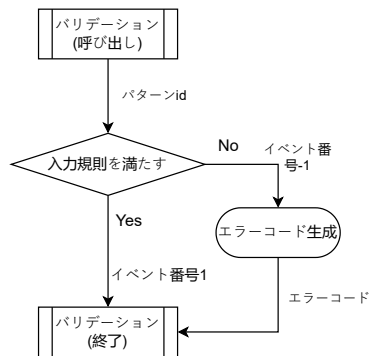 バリデーション
(呼び出し)
パターンid
入力規則を満たす
No
イベント番
号-1
Yes
エラーコード生成
イベント番号1
エラーコード
バリデーション
(終了)